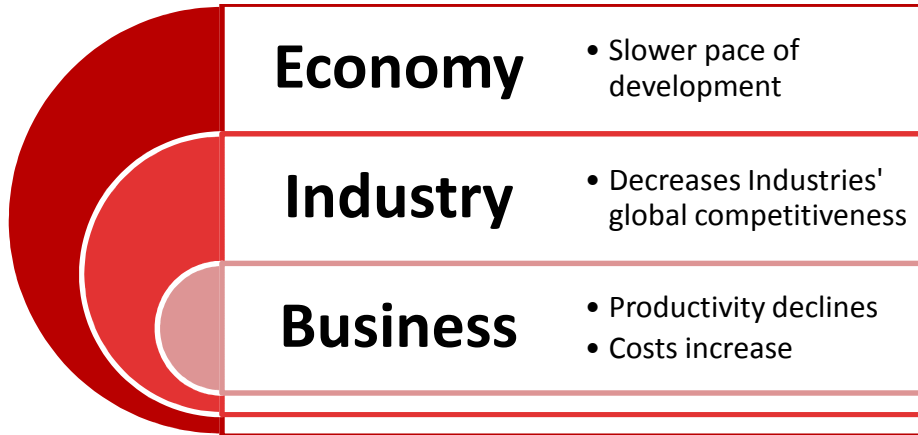 Economy
• Slower pace of
development
Industry
• Decreases Industries'
global competitiveness
Business
• Productivity declines
• Costs increase